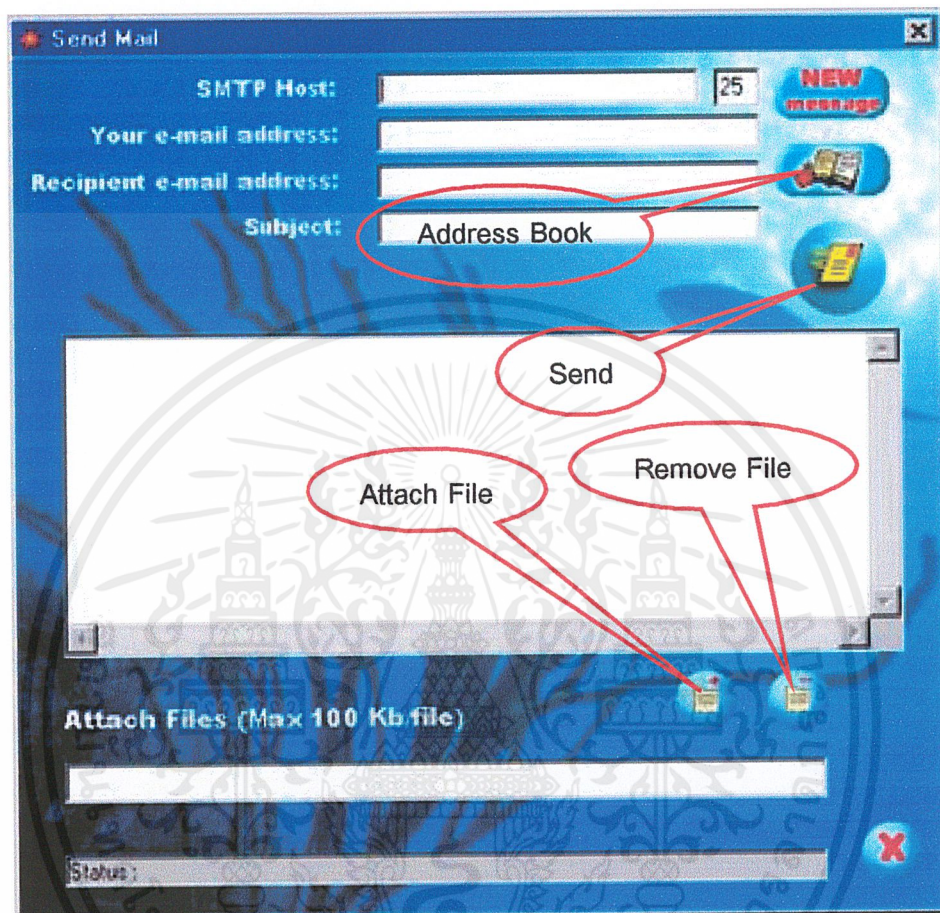 Send Mail
SMTP Host: 25
NEW message
Your e-mail address:
Recipient e-mail address:
Subject:
Address Book
Send
Attach File
Remove File
Attach Files (Max 100 Kb file)
Status: